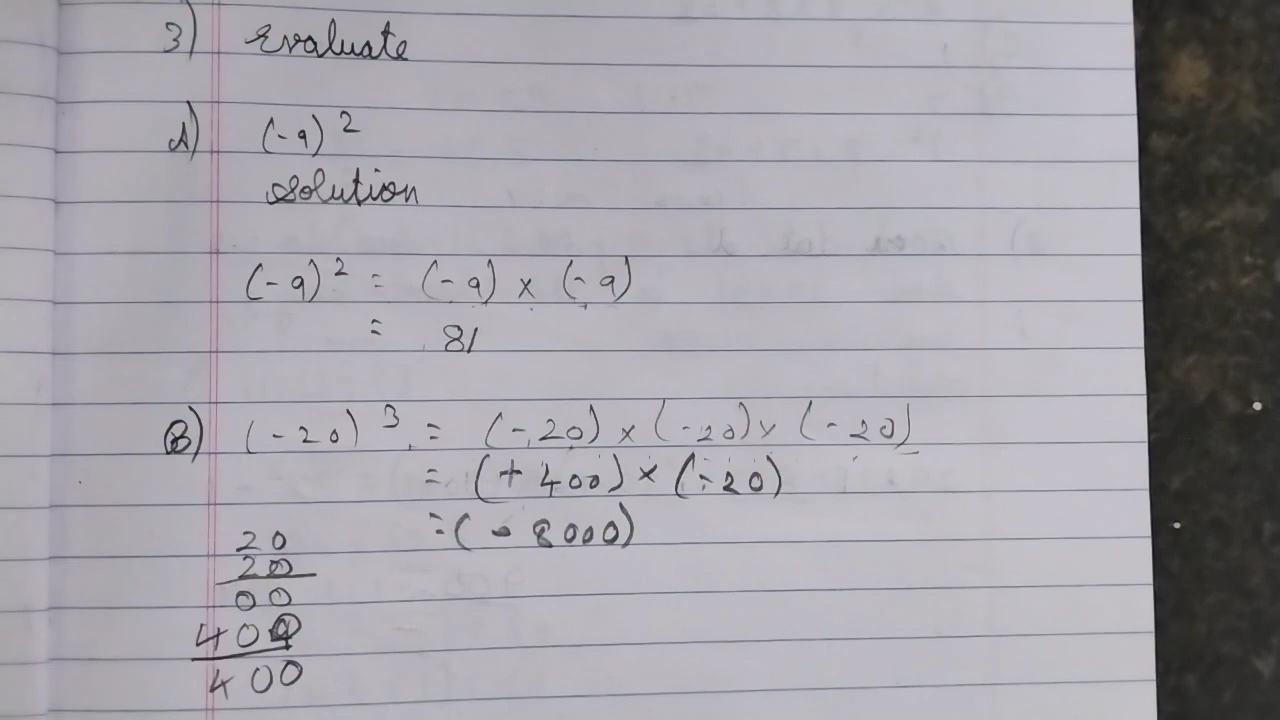 3) Evaluate
A) (-9)²
Solution
(-9)² = (-9) × (-9)
= 81
B) (-20)³ = (-20) × (-20) × (-20)
= (+400) × (-20)
= (-8000)
20
20
00
400
400